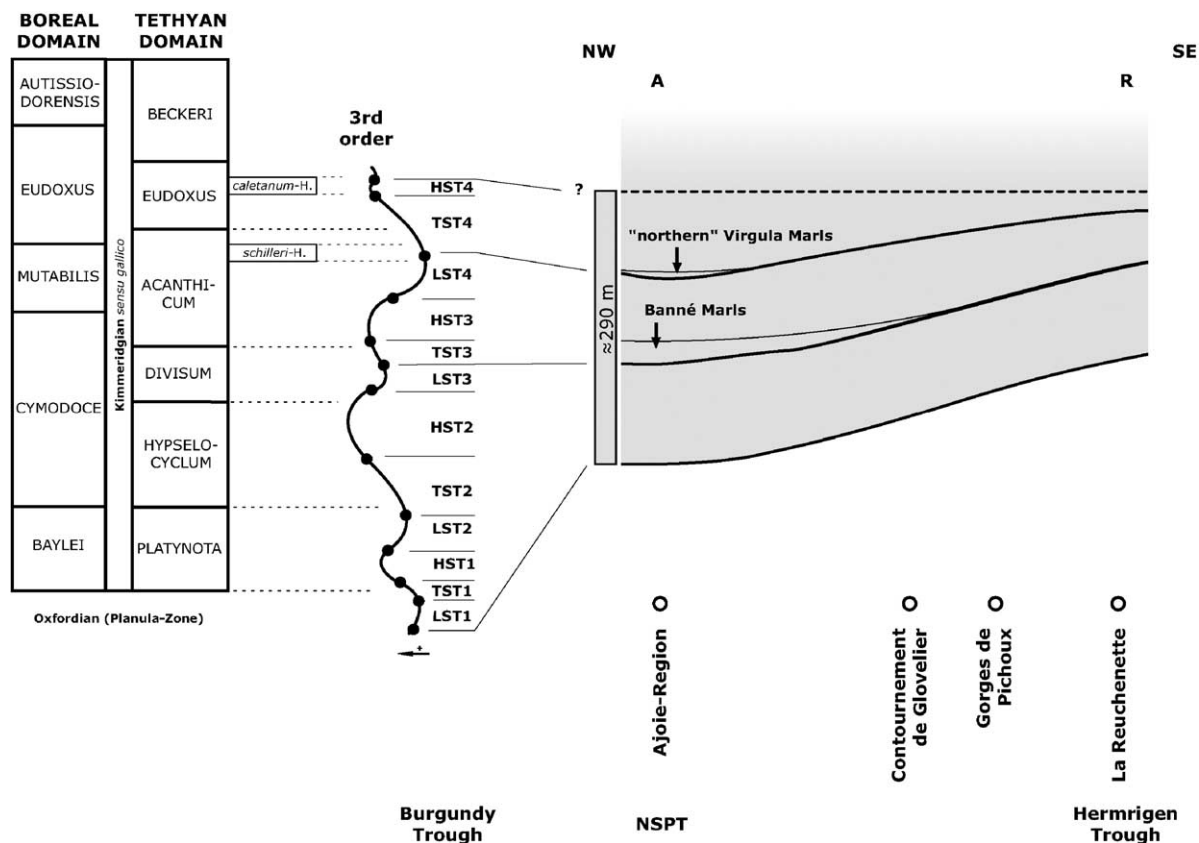 BOREAL
DOMAIN
TETHYAN
DOMAIN
AUTISSIO-
DORENSIS
EUDOXUS
MUTABILIS
CYMODOCE
BAYLEI
Kimmeridgian sensu gallico
BECKERI
EUDOXUS
ACANTHI-
CUM
DIVISUM
HYPSELO-
CYCLUM
PLATYNOTA
Oxfordian (Planula-Zone)
caletanum-H.
schilleri-H.
3rd
order
HST4
TST4
LST4
HST3
TST3
LST3
HST2
TST2
LST2
HST1
TST1
LST1
+
NW
SE
A
R
?
≈290 m
"northern" Virgula Marls
Banné Marls
Ajoie-Region
Contournement
de Glovelier
Gorges de
Pichoux
La Reuchenette
Burgundy
Trough
NSPT
Hermrigen
Trough